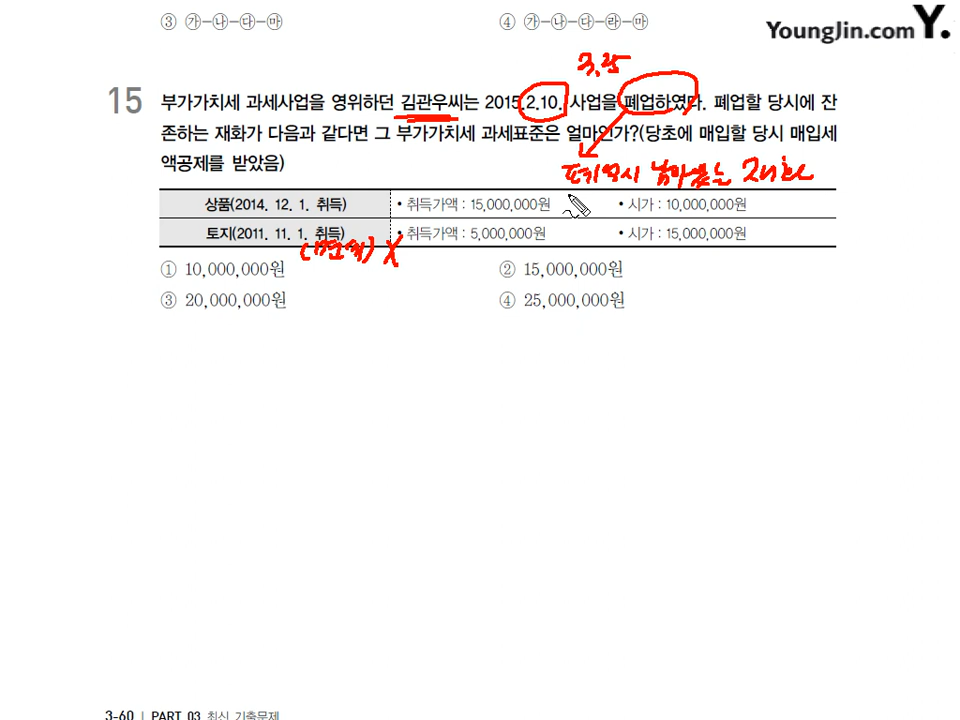 ③ ㉮-㉯-㉰-㉲
④ ㉮-㉯-㉰-㉱-㉲
YoungJin.com Y.
3.25
15 부가가치세 과세사업을 영위하던 김관우씨는 2015.2.10. 사업을 폐업하였다. 폐업할 당시에 잔
존하는 재화가 다음과 같다면 그 부가가치세 과세표준은 얼마인가?(당초에 매입할 당시 매입세
액공제를 받았음)
남아있는 재화
상품(2014. 12. 1. 취득) • 취득가액 : 15,000,000원 • 시가 : 10,000,000원
토지(2011. 11. 1. 취득) • 취득가액 : 5,000,000원 • 시가 : 15,000,000원
(면세) X
① 10,000,000원 ② 15,000,000원
③ 20,000,000원 ④ 25,000,000원
3-60 | PART 03 최신 기출문제